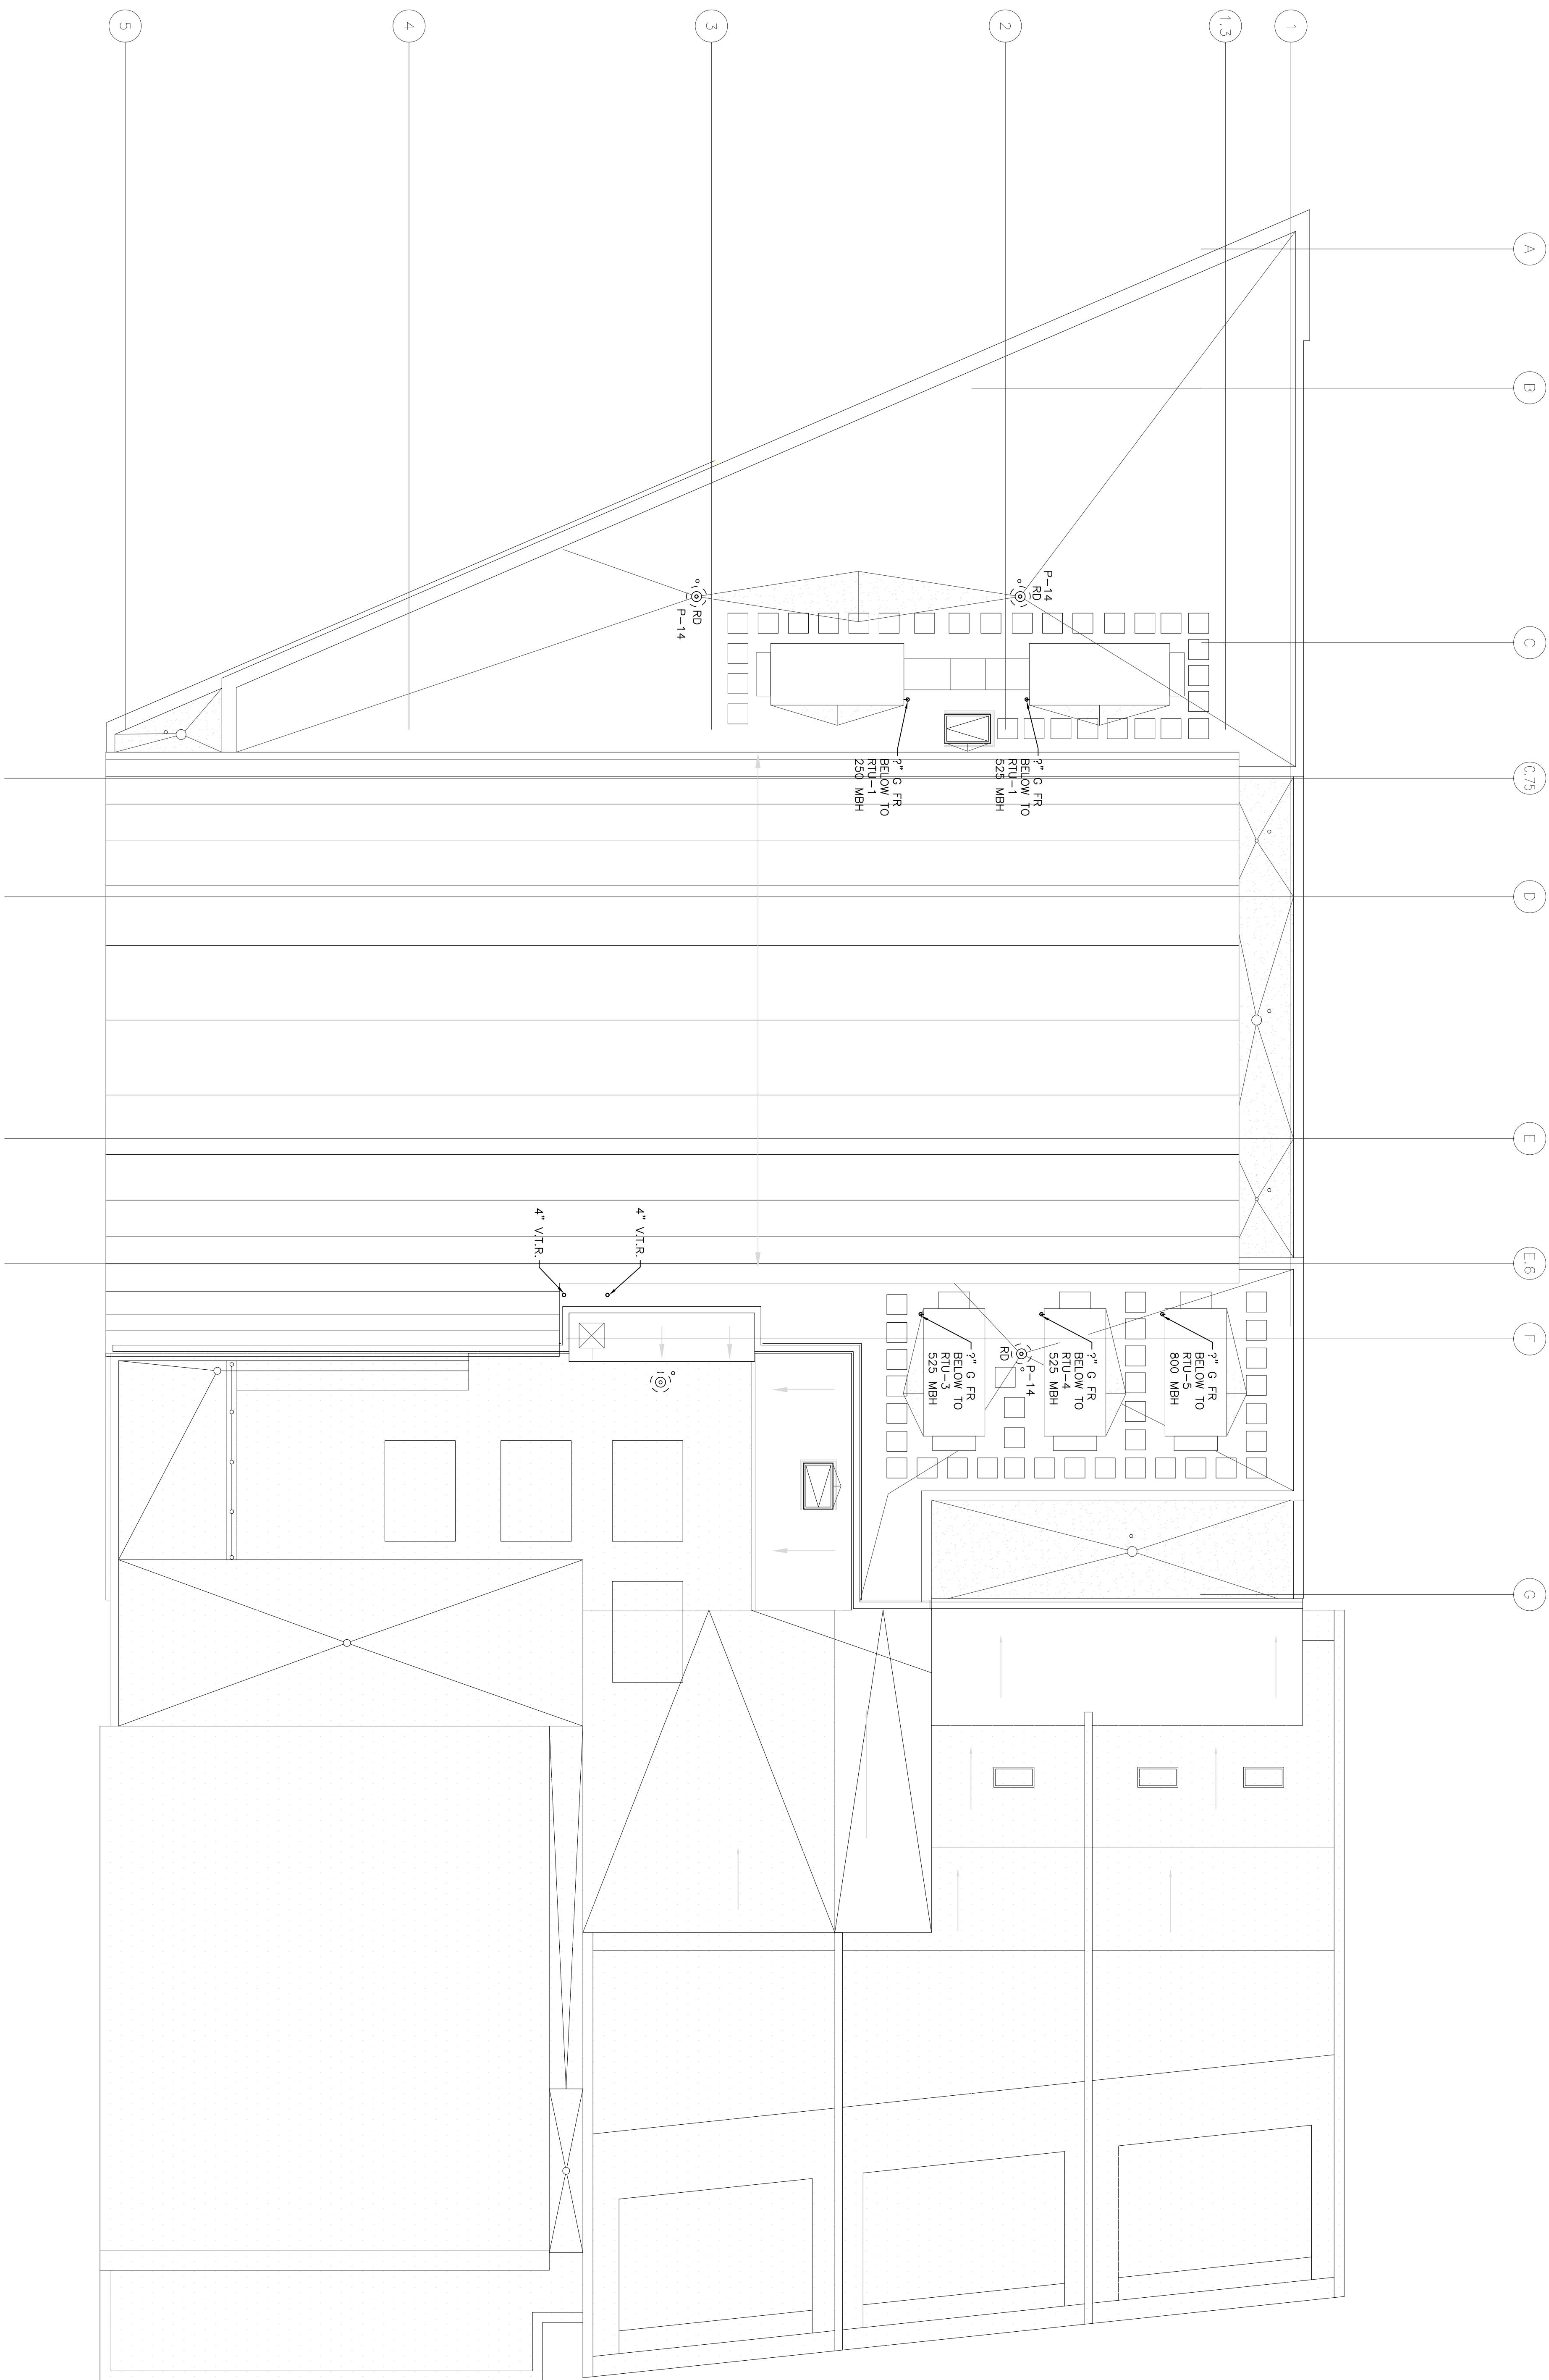 5
4
3
2
1.3
1
A
B
C
C.75
D
E
E.6
F
G
P-14
RD
RD
P-14
?" G FR
BELOW TO
RTU-1
250 MBH
?" G FR
BELOW TO
RTU-1
525 MBH
4" V.T.R.
4" V.T.R.
?" G FR
BELOW TO
RTU-3
525 MBH
P-14
RD
?" G FR
BELOW TO
RTU-4
525 MBH
?" G FR
BELOW TO
RTU-5
800 MBH